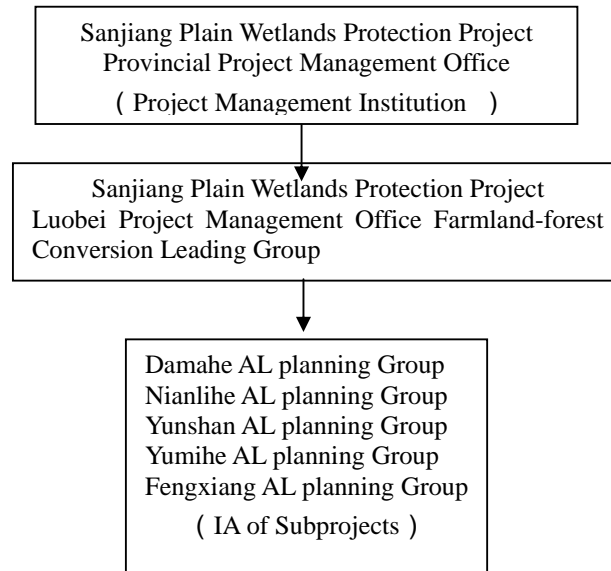 Sanjiang Plain Wetlands Protection Project
Provincial Project Management Office
( Project Management Institution )
Sanjiang Plain Wetlands Protection Project
Luobei Project Management Office Farmland-forest
Conversion Leading Group
Damahe AL planning Group
Nianlihe AL planning Group
Yunshan AL planning Group
Yumihe AL planning Group
Fengxiang AL planning Group
( IA of Subprojects )